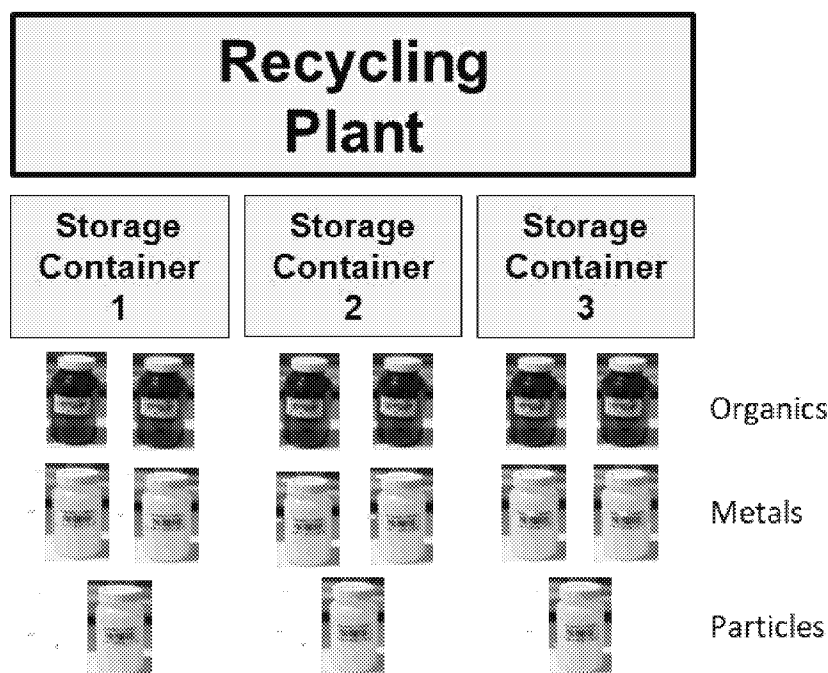 Recycling
Plant
Storage
Container
1
Storage
Container
2
Storage
Container
3
Organics
Metals
Particles